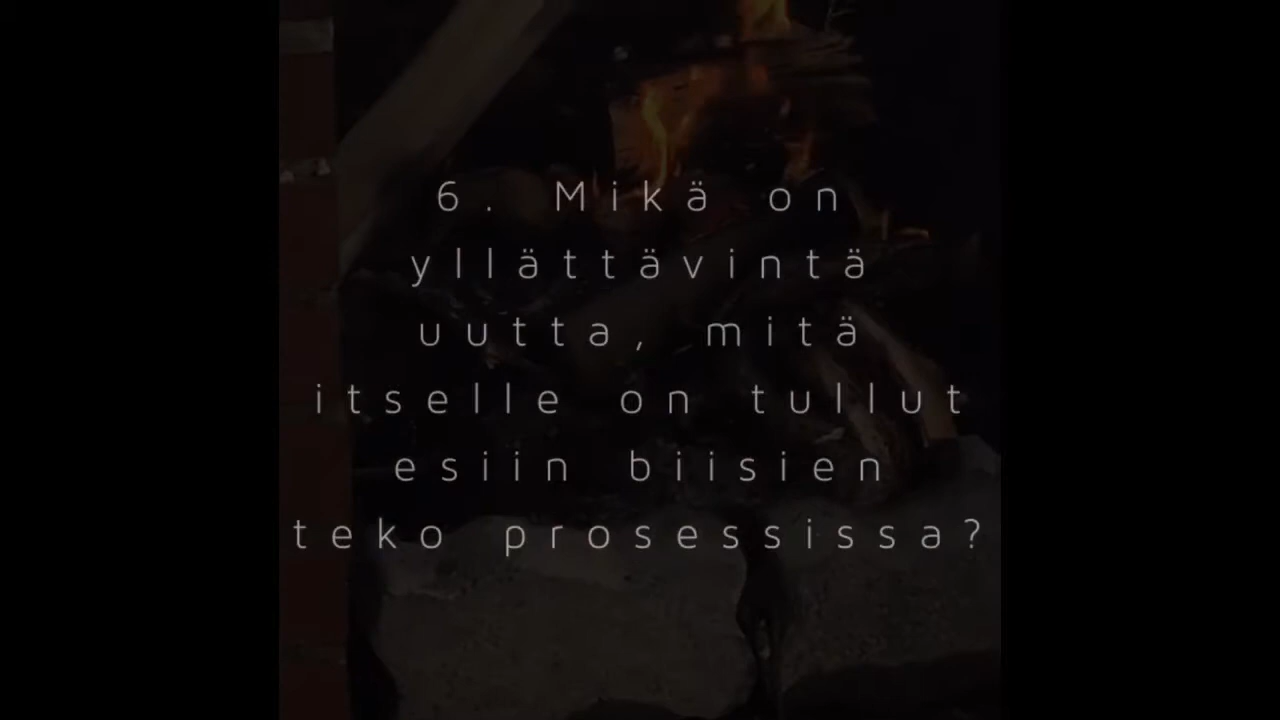 6. Mikä on
yllättävintä
uutta, mitä
itselle on tullut
esiin biisien
teko prosessissa?